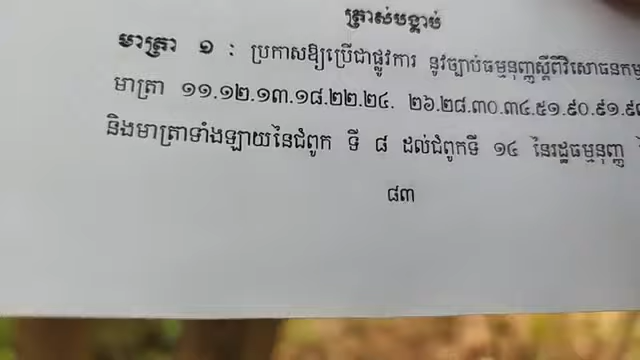 ត្រាស់បង្គាប់
មាត្រា ១ : ប្រកាសឱ្យប្រើជាផ្លូវការ នូវច្បាប់ធម្មនុញ្ញស្តីពីវិសោធនកម្ម
មាត្រា ១១.១២.១៣.១៨.២២.២៤. ២៦.២៨.៣០.៣៤.៥១.៩០.៩១.៩៣
និងមាត្រាទាំងឡាយនៃជំពូក ទី ៨ ដល់ជំពូកទី ១៤ នៃរដ្ឋធម្មនុញ្ញ
៨៣